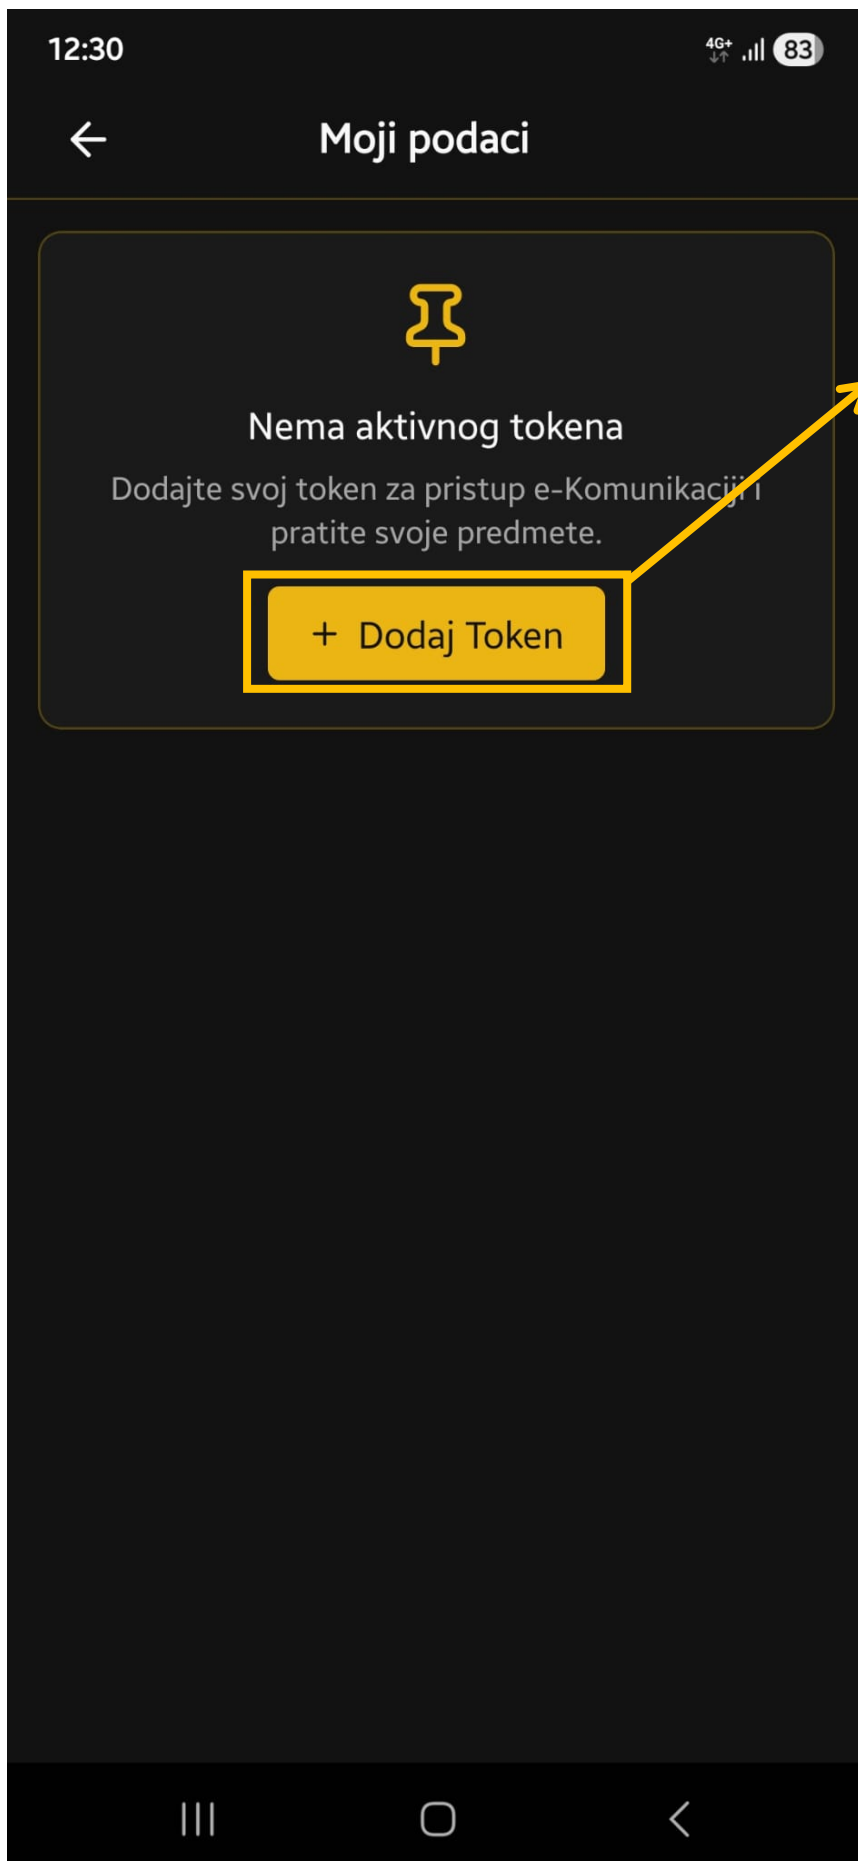 12:30
4G+ 83
Moji podaci
Nema aktivnog tokena
Dodajte svoj token za pristup e-Komunikaciji i
pratite svoje predmete.
+ Dodaj Token